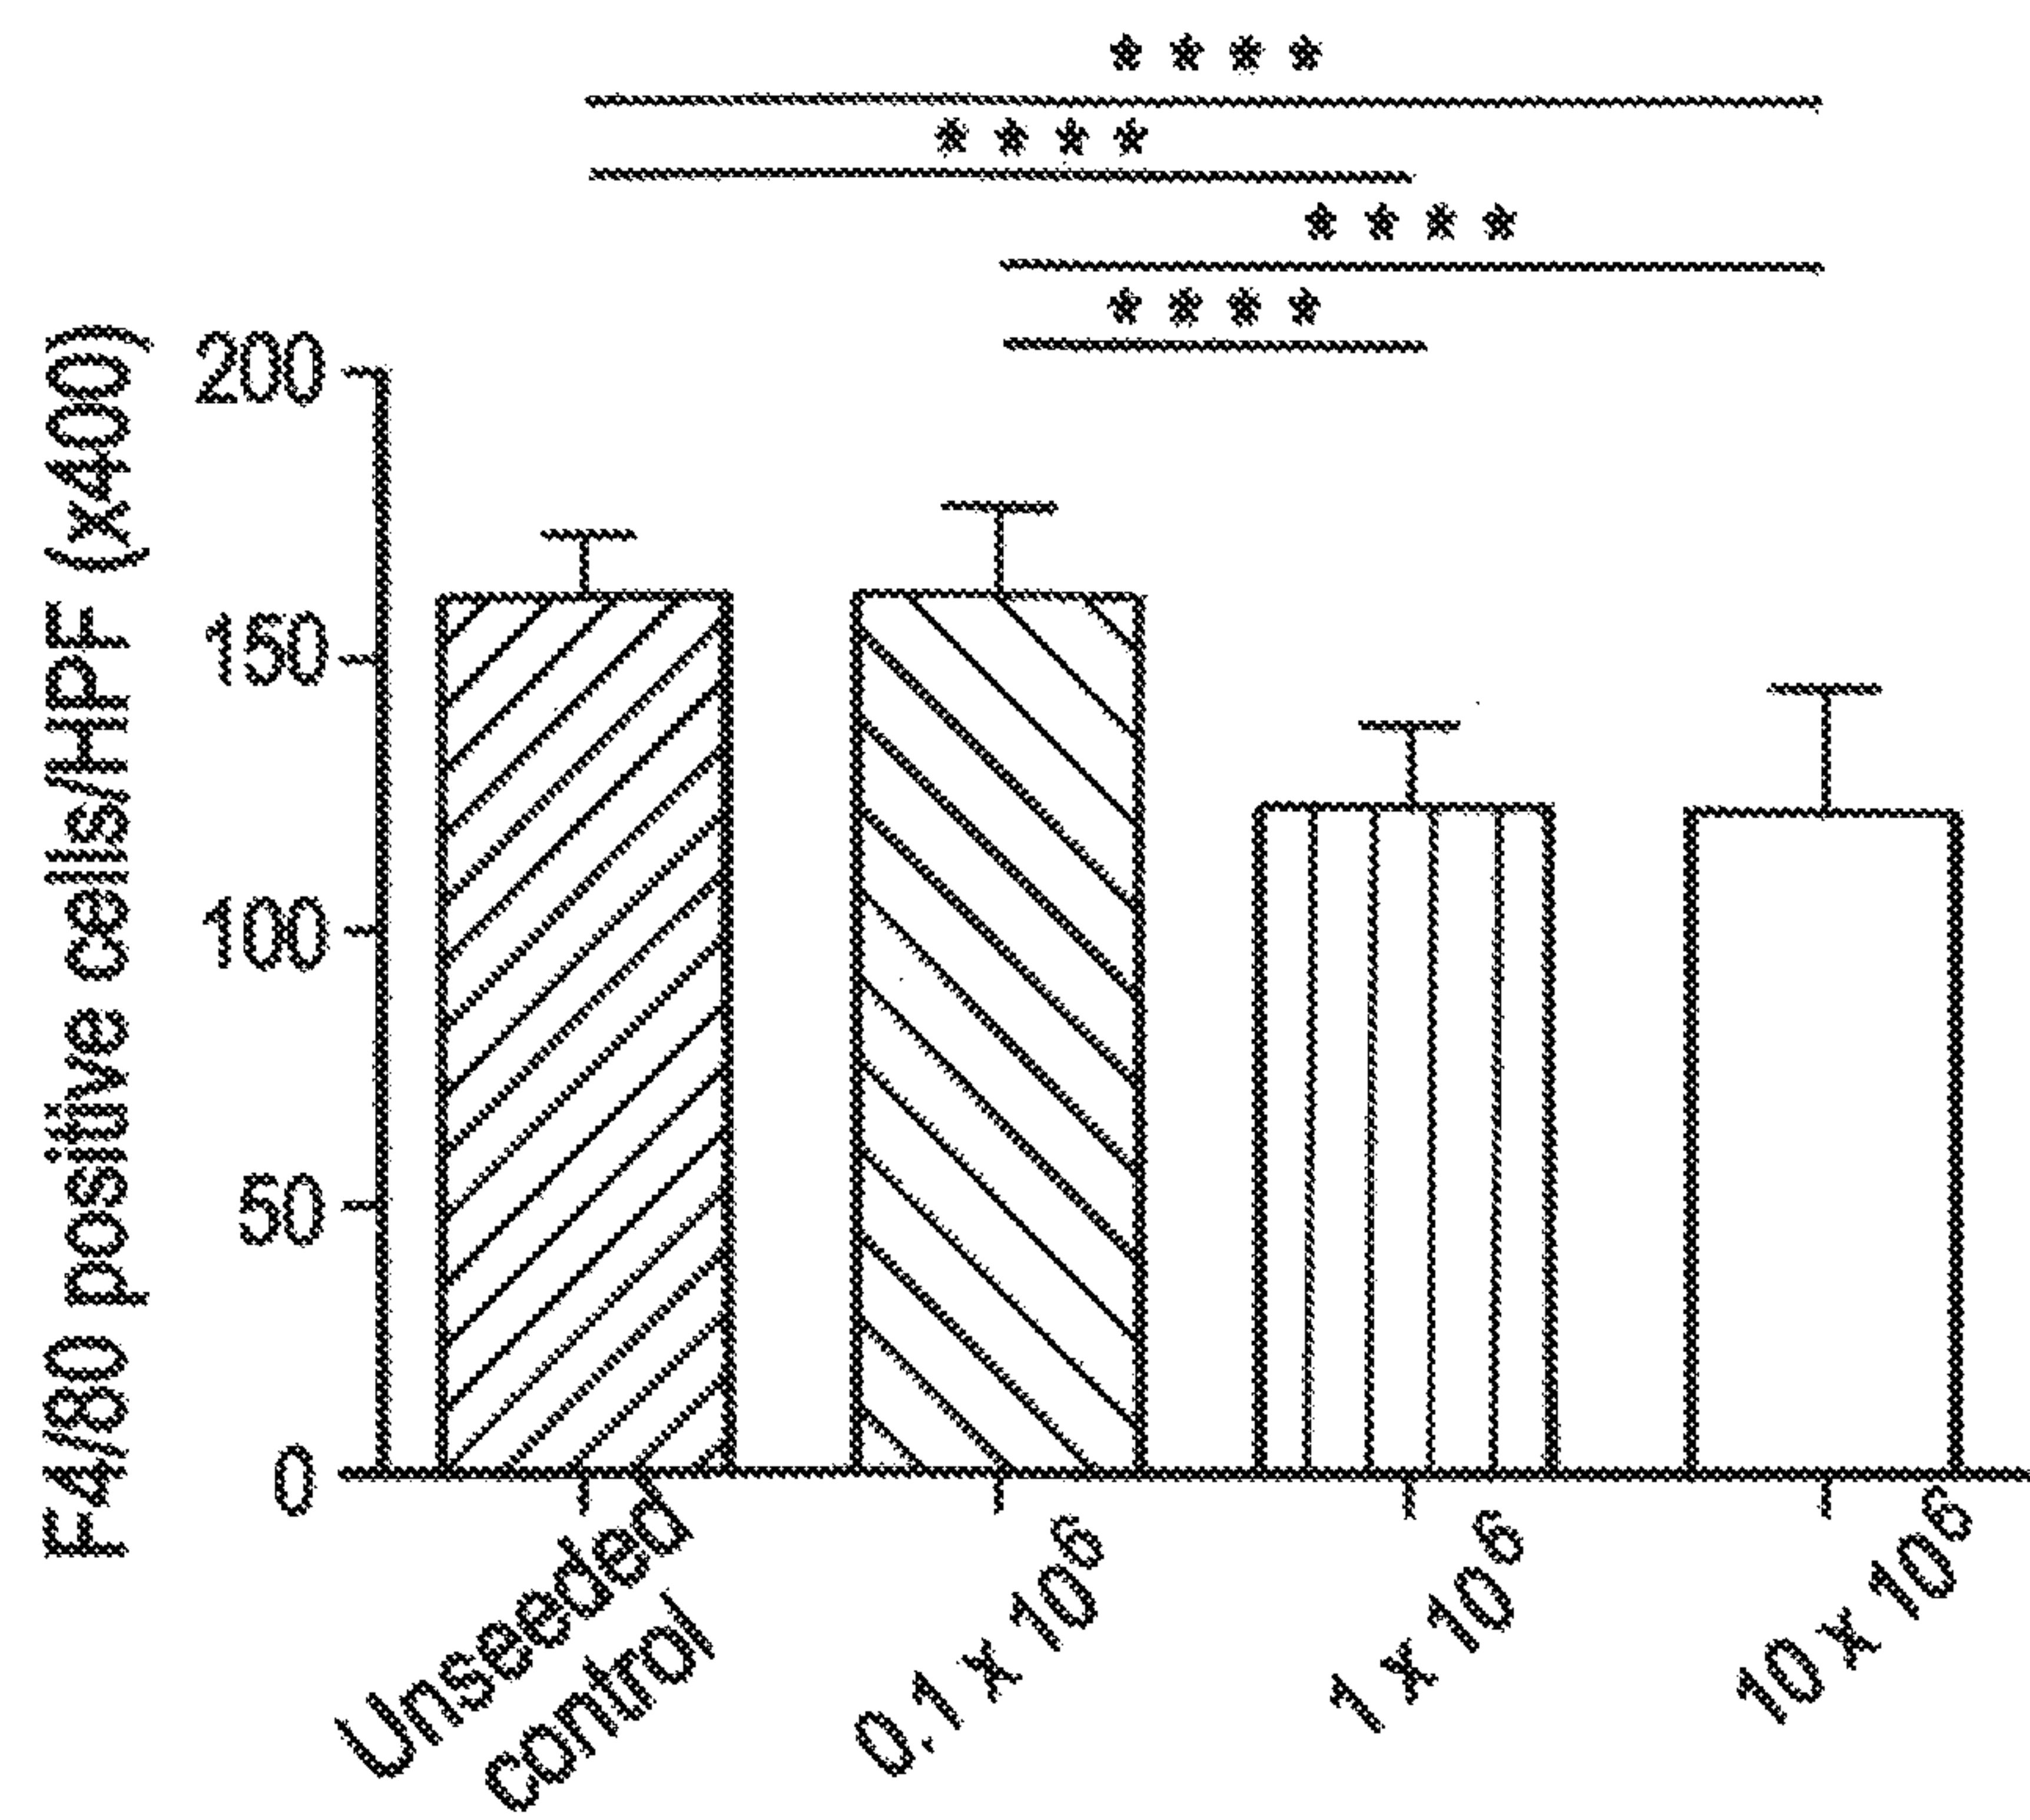 * * * *
* * * *
* * * *
* * * *
F4/80 positive cells/HPF (x400)
200
150
100
50
0
Unseeded
control
0.1 x 10⁶
1 x 10⁶
10 x 10⁶